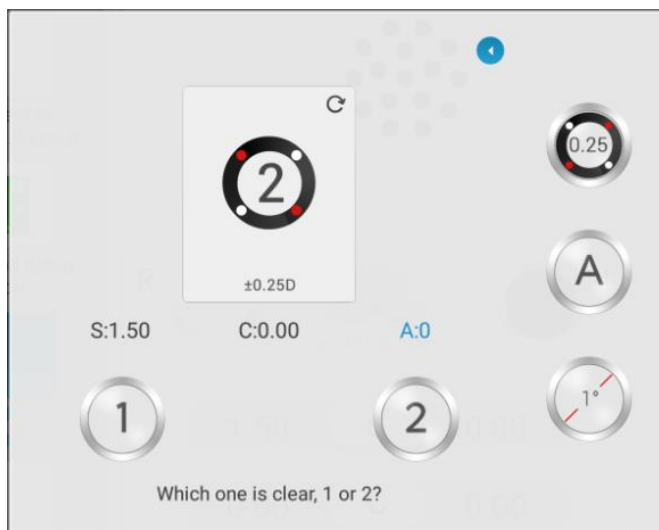 0.25
2
±0.25D
A
S:1.50 C:0.00 A:0
1 2
1°
Which one is clear, 1 or 2?